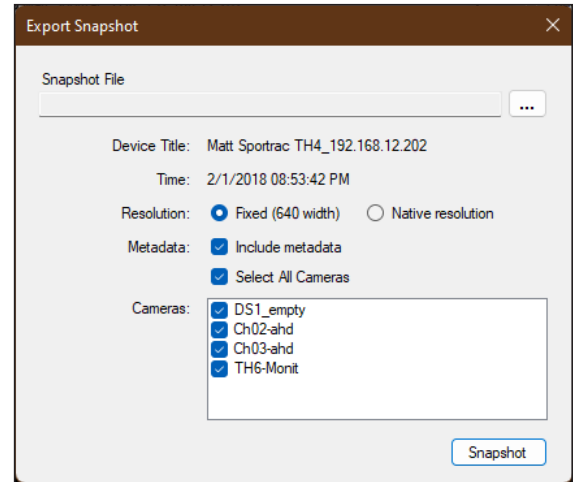 Export Snapshot
Snapshot File
...
Device Title: Matt Sportrac TH4_192.168.12.202
Time: 2/1/2018 08:53:42 PM
Resolution: Fixed (640 width) Native resolution
Metadata: Include metadata
Select All Cameras
Cameras: DS1_empty
Ch02-ahd
Ch03-ahd
TH6-Monit
Snapshot